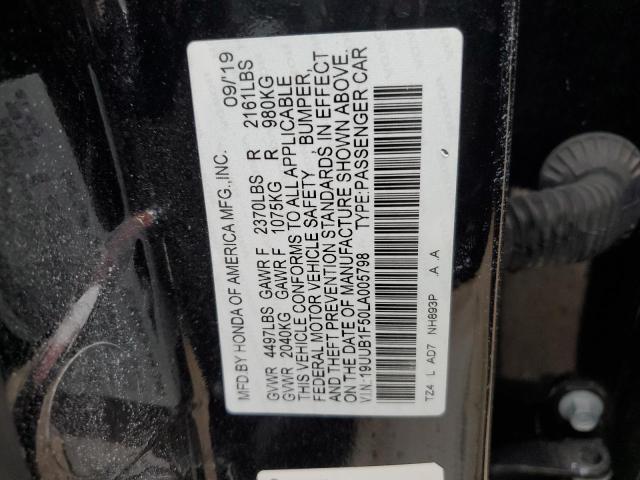 MFD BY HONDA OF AMERICA MFG.,INC. 09/19
GVWR 4497LBS GAWR F 2370LBS R 2161LBS
GVWR 2040KG GAWR F 1075KG R 980KG
THIS VEHICLE CONFORMS TO ALL APPLICABLE
FEDERAL MOTOR VEHICLE SAFETY , BUMPER,
AND THEFT PREVENTION STANDARDS IN EFFECT
ON THE DATE OF MANUFACTURE SHOWN ABOVE.
VIN:19UUB1F50LA005798 TYPE:PASSENGER CAR
TZ4 L AD7 NH893P .A .A